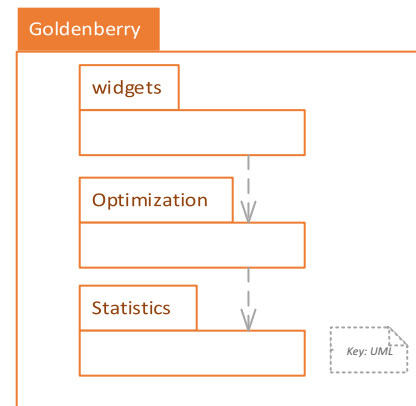 Goldenberry
widgets
Optimization
Statistics
Key: UML